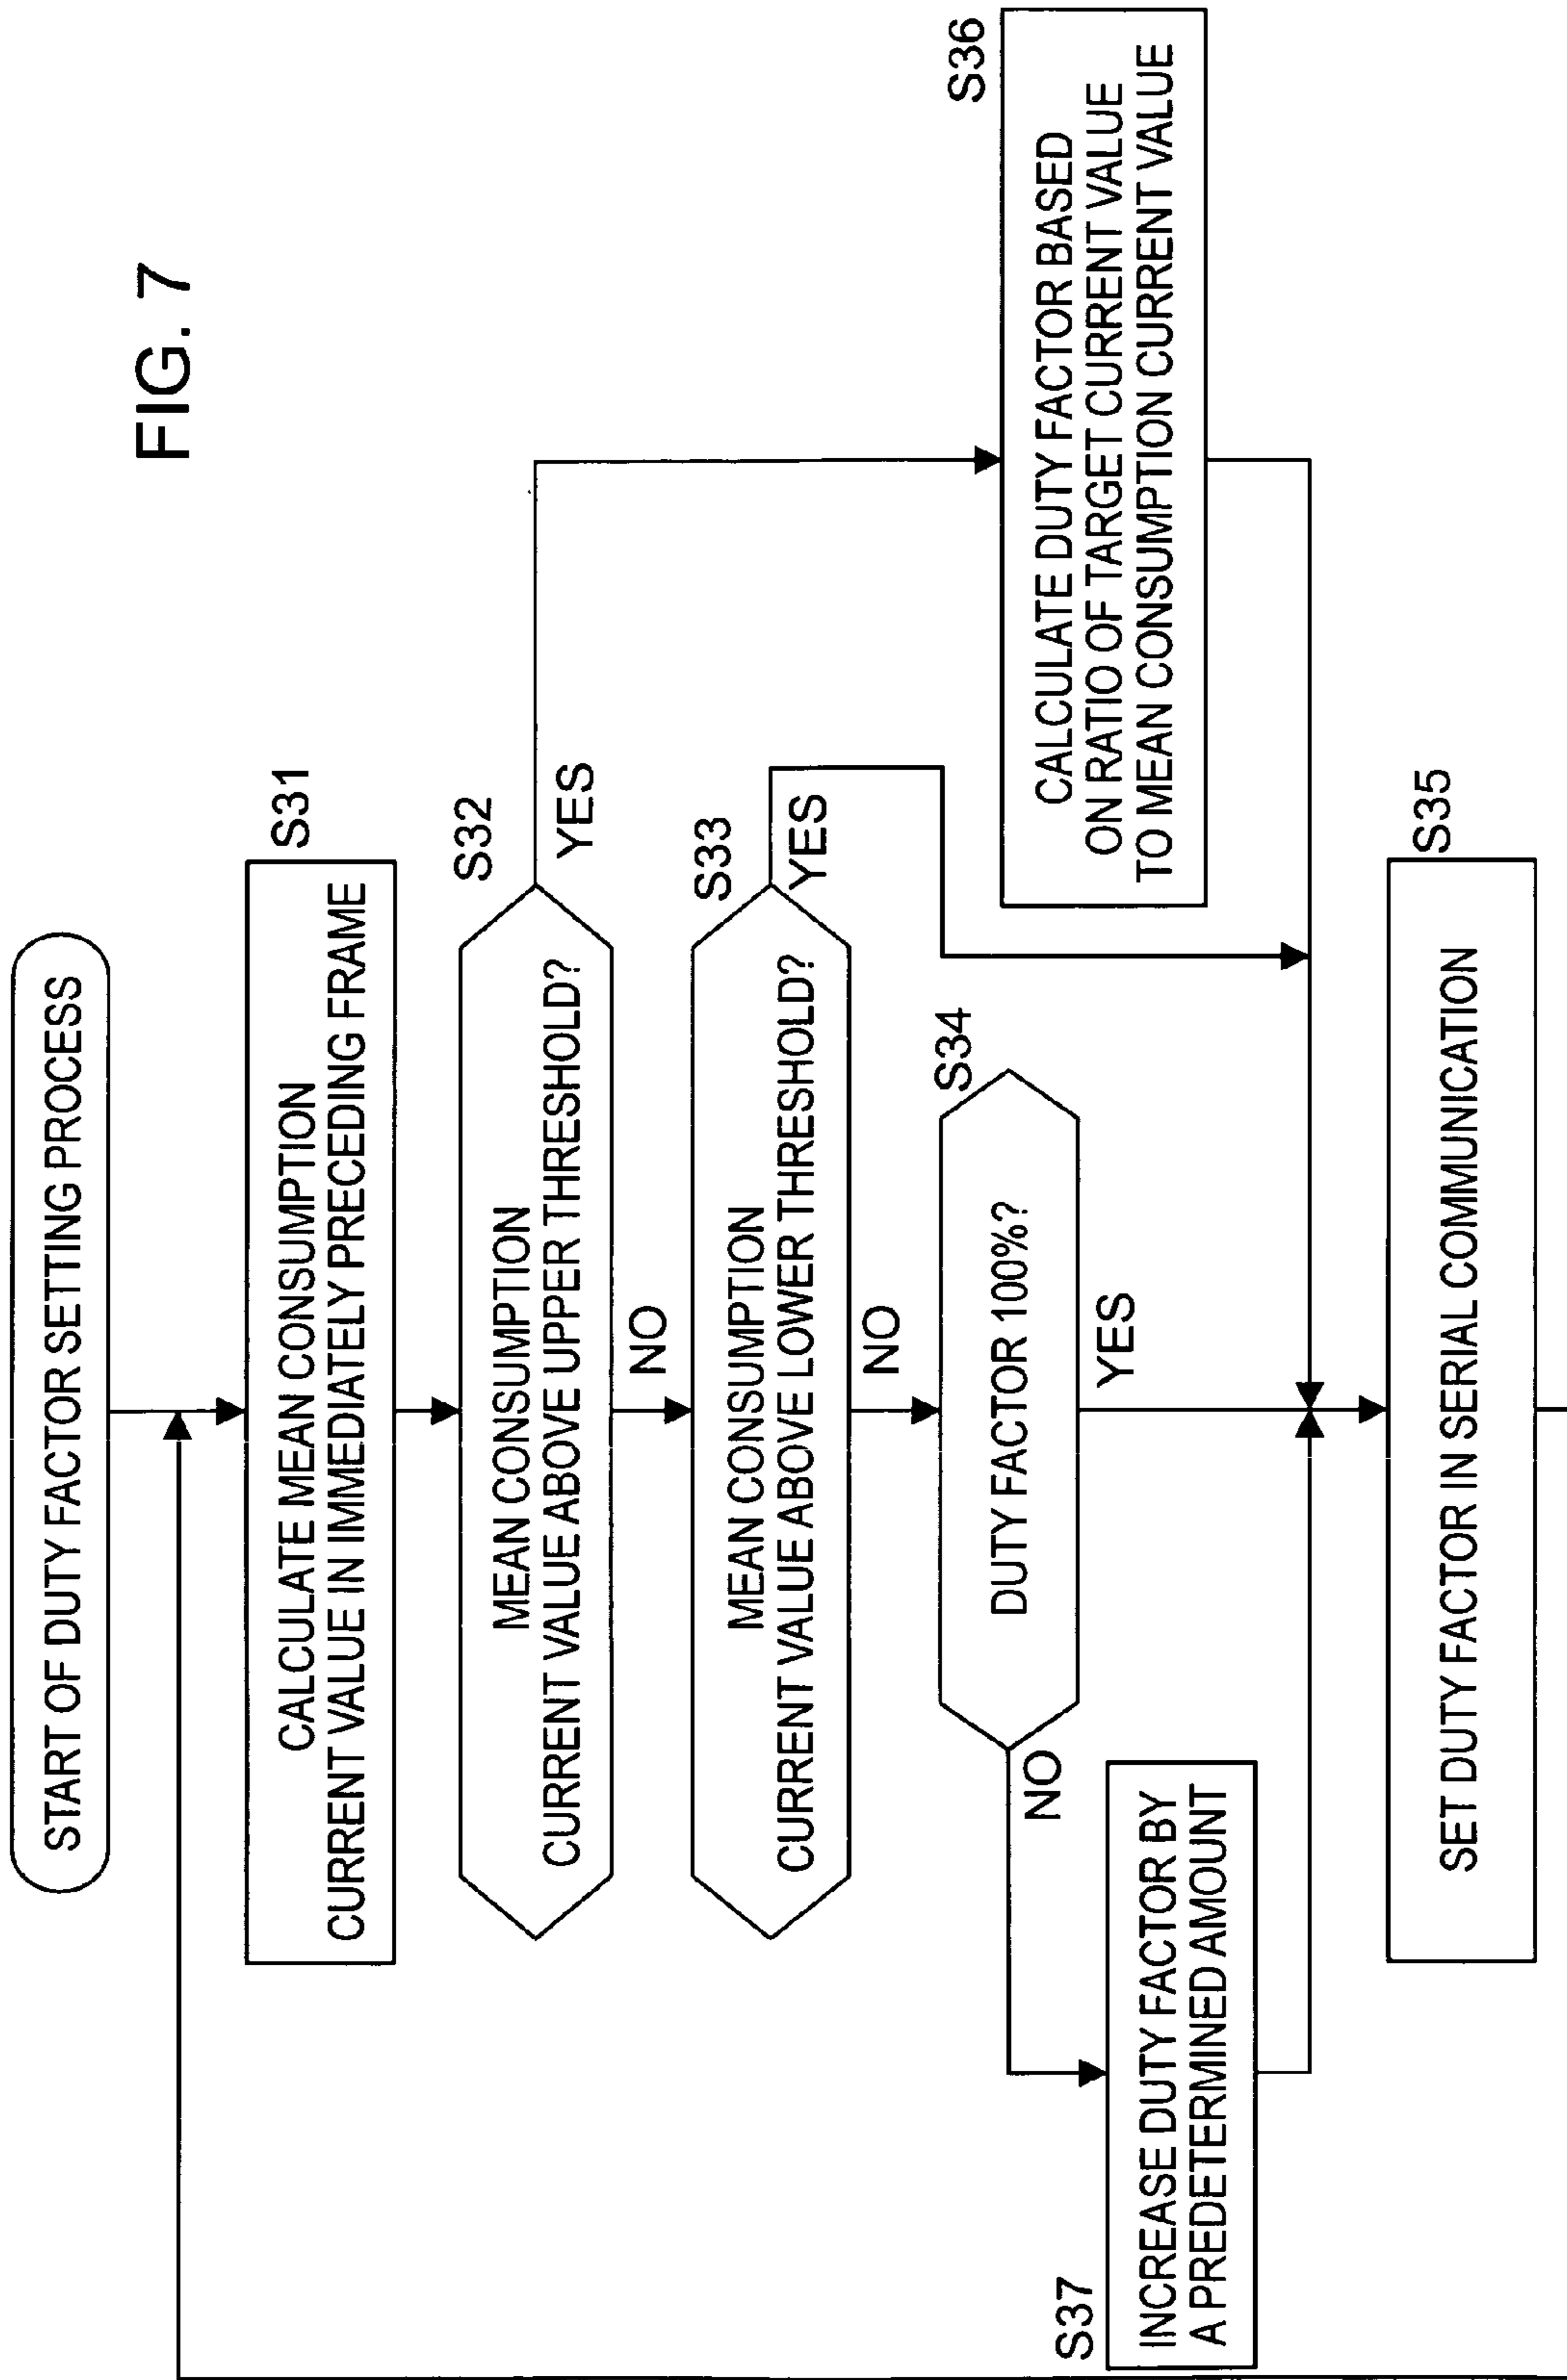 FIG. 7
START OF DUTY FACTOR SETTING PROCESS
S31
CALCULATE MEAN CONSUMPTION
CURRENT VALUE IN IMMEDIATELY PRECEDING FRAME
S32
MEAN CONSUMPTION
CURRENT VALUE ABOVE UPPER THRESHOLD?
YES
NO
S33
MEAN CONSUMPTION
CURRENT VALUE ABOVE LOWER THRESHOLD?
YES
NO
S34
DUTY FACTOR 100%?
NO
YES
S36
CALCULATE DUTY FACTOR BASED
ON RATIO OF TARGET CURRENT VALUE
TO MEAN CONSUMPTION CURRENT VALUE
S37
INCREASE DUTY FACTOR BY
A PREDETERMINED AMOUNT
S35
SET DUTY FACTOR IN SERIAL COMMUNICATION